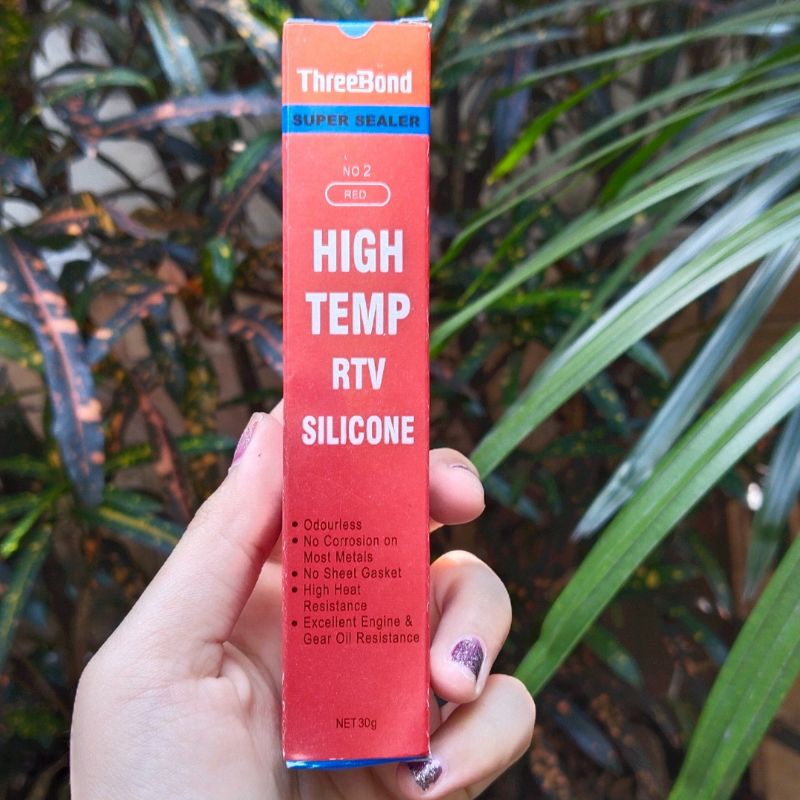 ThreeBond
SUPER SEALER
NO 2
RED
HIGH
TEMP
RTV
SILICONE
• Odourless
• No Corrosion on
Most Metals
• No Sheet Gasket
• High Heat
Resistance
• Excellent Engine &
Gear Oil Resistance
NET 30g